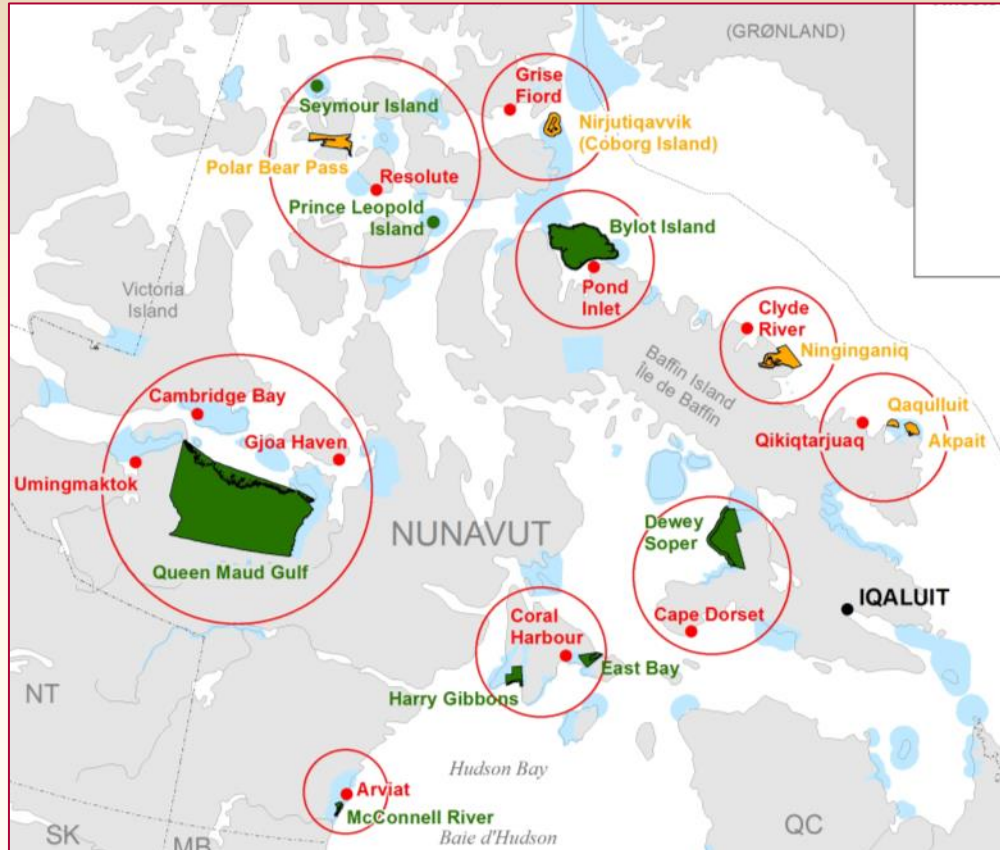 (GRØNLAND)
Grise
Fiord
Seymour Island
Nirjutiqavvik
(Coborg Island)
Polar Bear Pass
Resolute
Prince Leopold
Island
Bylot Island
Pond
Inlet
Victoria
Island
Clyde
River
Ninginganiq
Baffin Island
Île de Baffin
Cambridge Bay
Qaqulluit
Gjoa Haven
Qikiqtarjuaq
Akpait
Umingmaktok
NUNAVUT
Dewey
Soper
Queen Maud Gulf
IQALUIT
Coral
Harbour
Cape Dorset
East Bay
Harry Gibbons
NT
Hudson Bay
Arviat
McConnell River
SK
MB
Baie d'Hudson
QC